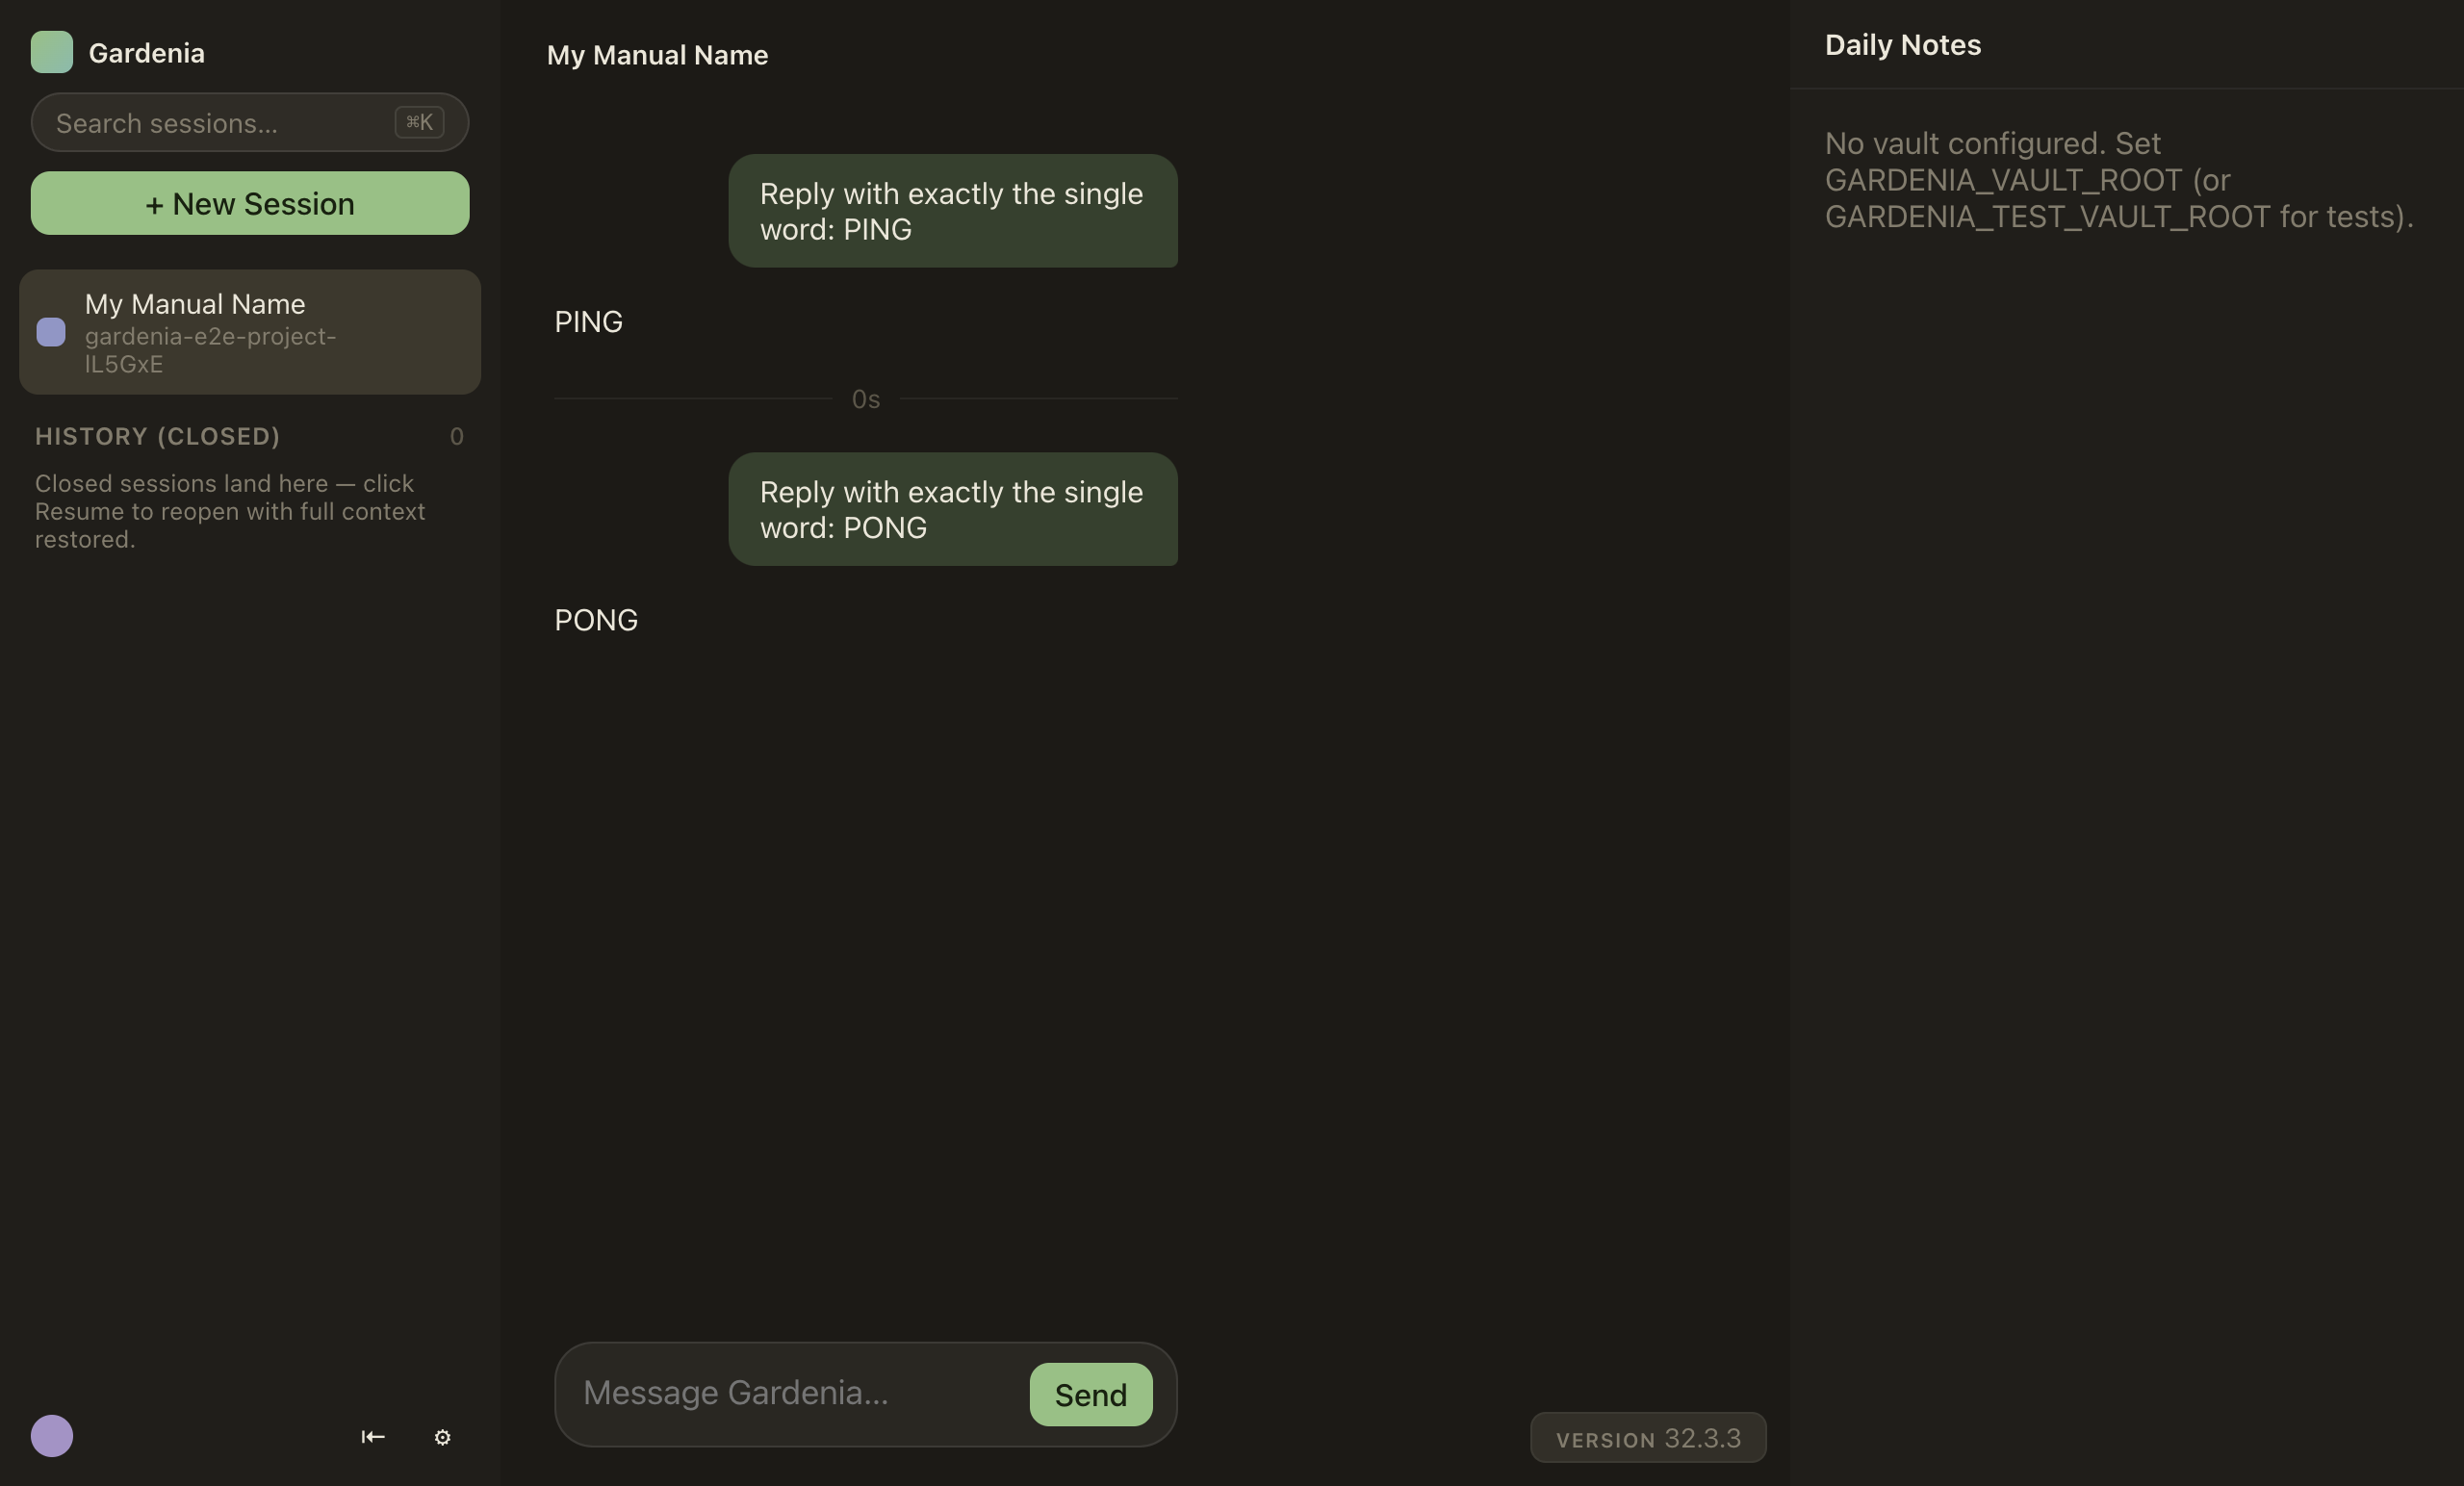 Gardenia
Search sessions...
⌘K
+ New Session
My Manual Name
gardenia-e2e-project-
lL5GxE
HISTORY (CLOSED)
0
Closed sessions land here — click
Resume to reopen with full context
restored.
My Manual Name
Reply with exactly the single
word: PING
PING
0s
Reply with exactly the single
word: PONG
PONG
Message Gardenia...
Send
VERSION 32.3.3
Daily Notes
No vault configured. Set
GARDENIA_VAULT_ROOT (or
GARDENIA_TEST_VAULT_ROOT for tests).